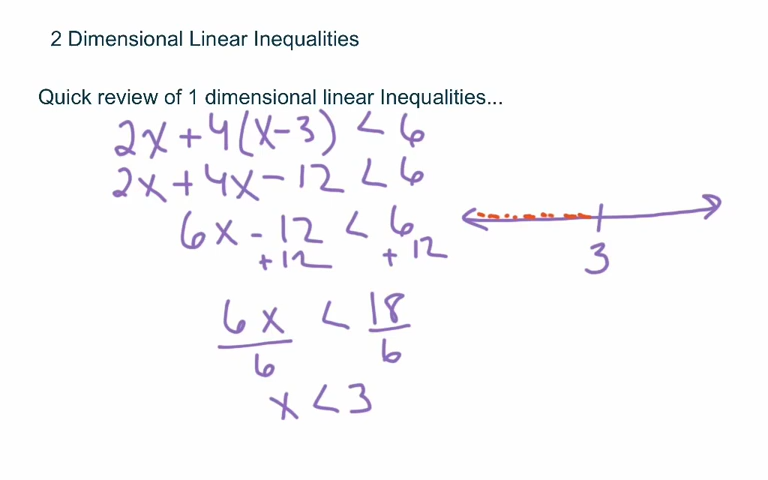 2 Dimensional Linear Inequalities
Quick review of 1 dimensional linear Inequalities...
2x + 4(x - 3) < 6
2x + 4x - 12 < 6
6x - 12 < 6
+ 12 + 12
6x < 18
6 6
x < 3
3